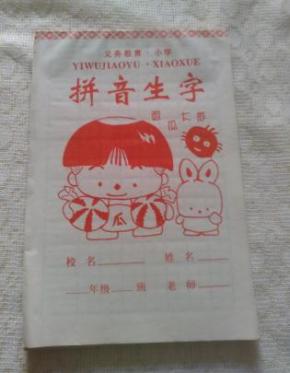 义务教育·小学
YIWUJIAOYU·XIAOXUE
拼音生字
瓜
校名 姓名
年级 班 老师